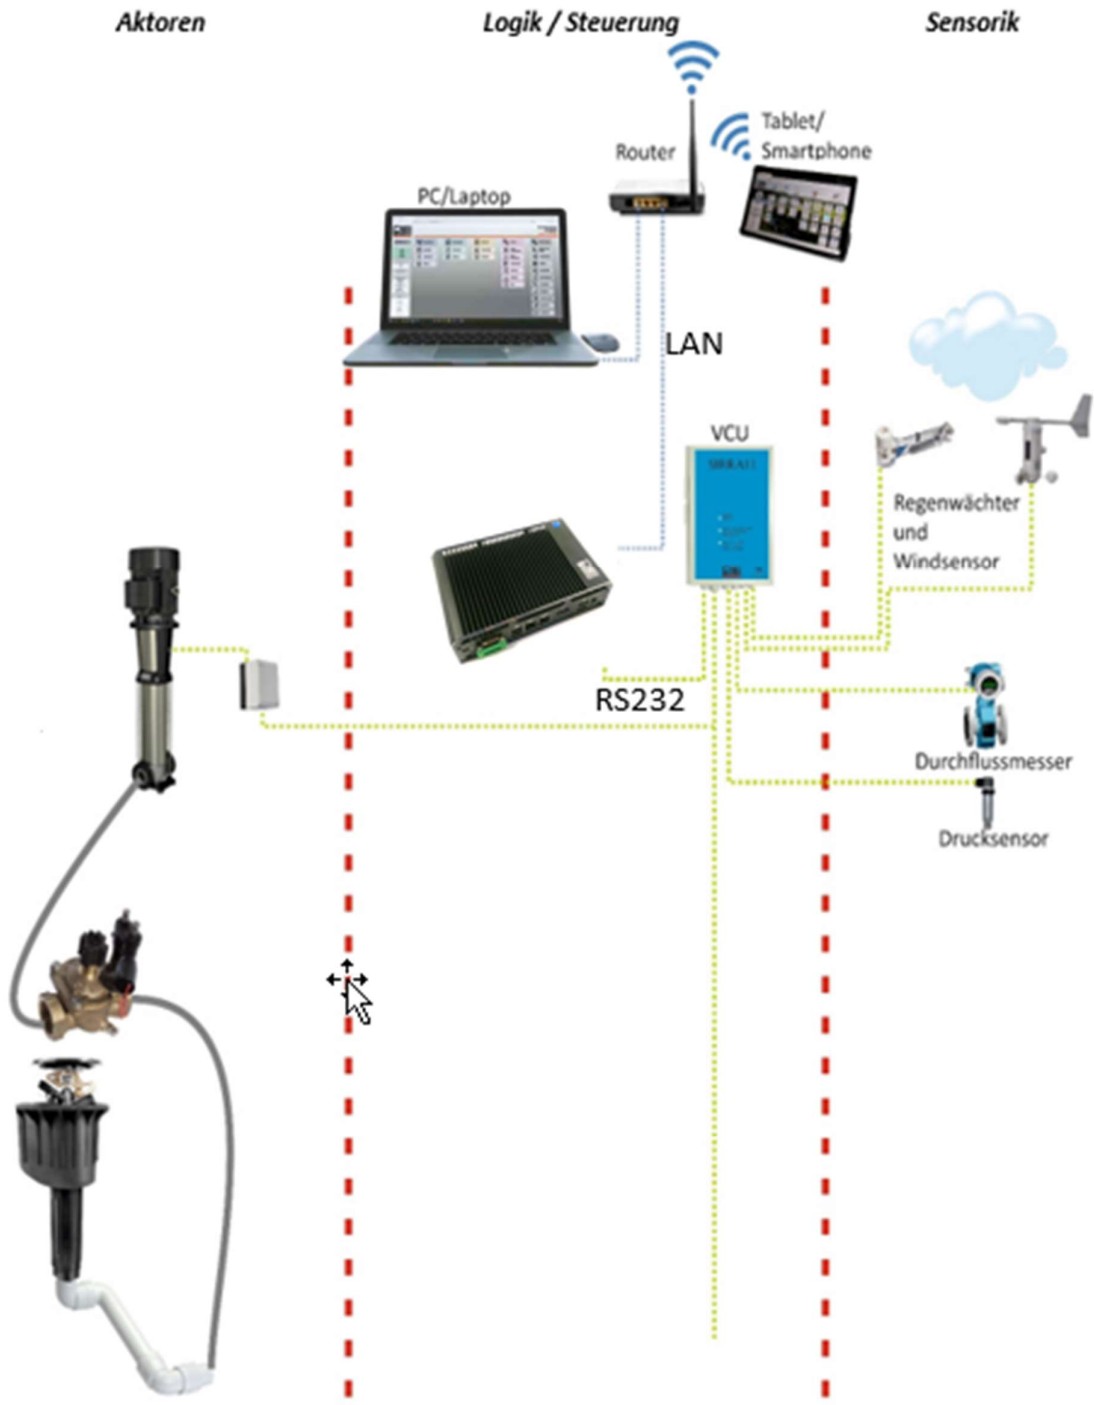 Aktoren
Logik / Steuerung
Sensorik
Tablet/
Smartphone
Router
PC/Laptop
LAN
VCU
Regenwächter
und
Windsensor
RS232
Durchflussmesser
Drucksensor